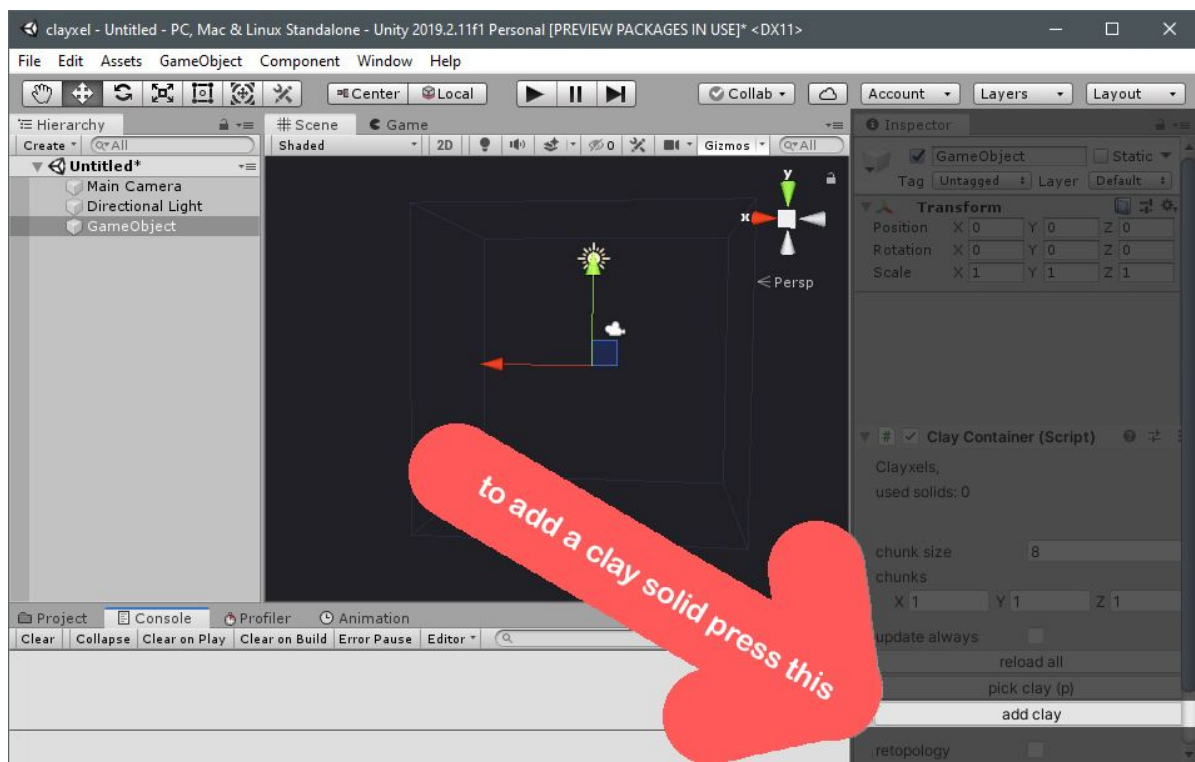 clayxel - Untitled - PC, Mac & Linux Standalone - Unity 2019.2.11f1 Personal [PREVIEW PACKAGES IN USE]* <DX11>
File Edit Assets GameObject Component Window Help
Center Local Collab Account Layers Layout
Hierarchy
Create All
Untitled*
Main Camera
Directional Light
GameObject
Scene Game
Shaded 2D 0 Gizmos All
y
x
Persp
Inspector
GameObject Static
Tag Untagged Layer Default
Transform
Position X 0 Y 0 Z 0
Rotation X 0 Y 0 Z 0
Scale X 1 Y 1 Z 1
Clay Container (Script)
Clayxels,
used solids: 0
chunk size 8
chunks
X 1 Y 1 Z 1
update always
reload all
pick clay (p)
add clay
retopology
to add a clay solid press this
Project Console Profiler Animation
Clear Collapse Clear on Play Clear on Build Error Pause Editor